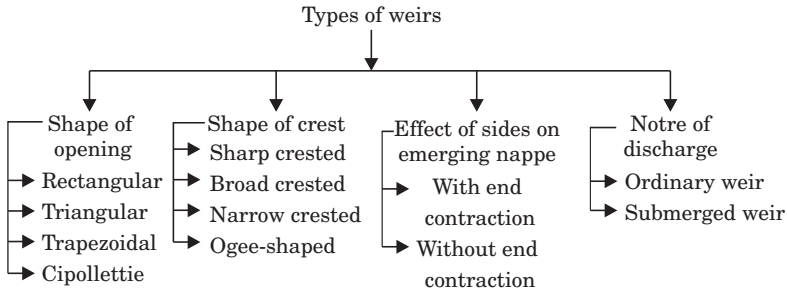 Types of weirs
Shape of
opening
Rectangular
Triangular
Trapezoidal
Cipollettie
Shape of crest
Sharp crested
Broad crested
Narrow crested
Ogee-shaped
Effect of sides on
emerging nappe
With end
contraction
Without end
contraction
Notre of
discharge
Ordinary weir
Submerged weir